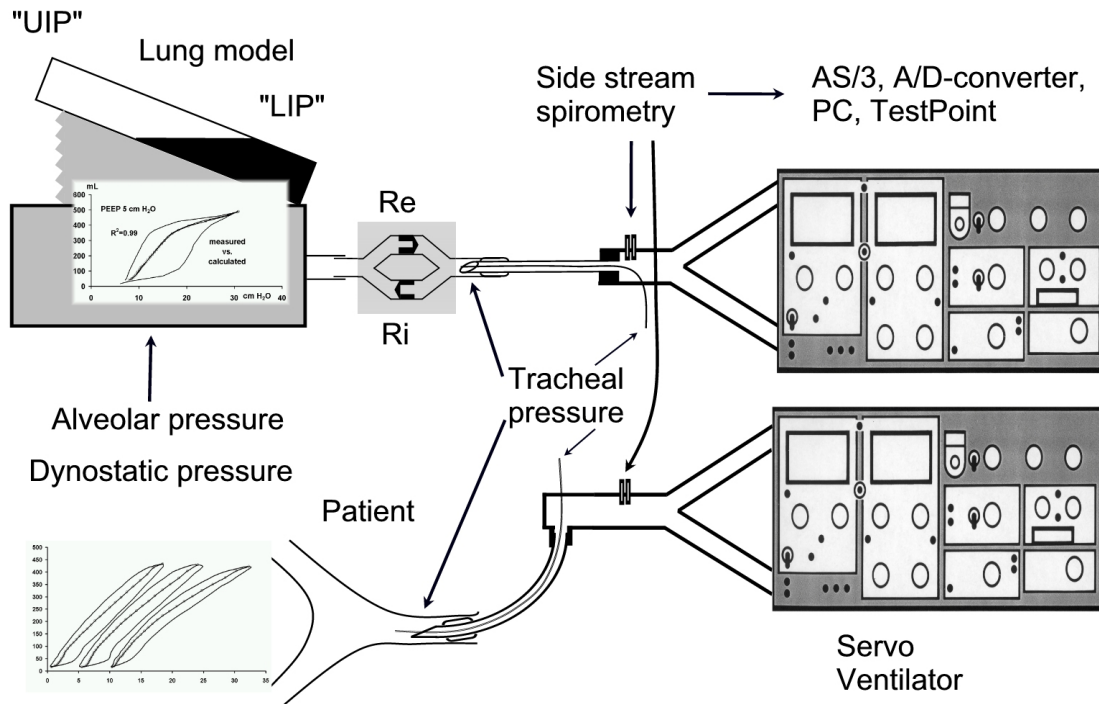 "UIP"
Lung model
"LIP"
Side stream
spirometry
AS/3, A/D-converter,
PC, TestPoint
mL
600
500
400
300
200
100
0
PEEP 5 cm H₂O
R²=0.99
measured
vs.
calculated
0
10
20
30
40
cm H₂O
Re
Ri
Tracheal
pressure
Alveolar pressure
Dynostatic pressure
Patient
500
450
400
350
300
250
200
150
100
50
0
0
5
10
15
20
25
30
35
Servo
Ventilator